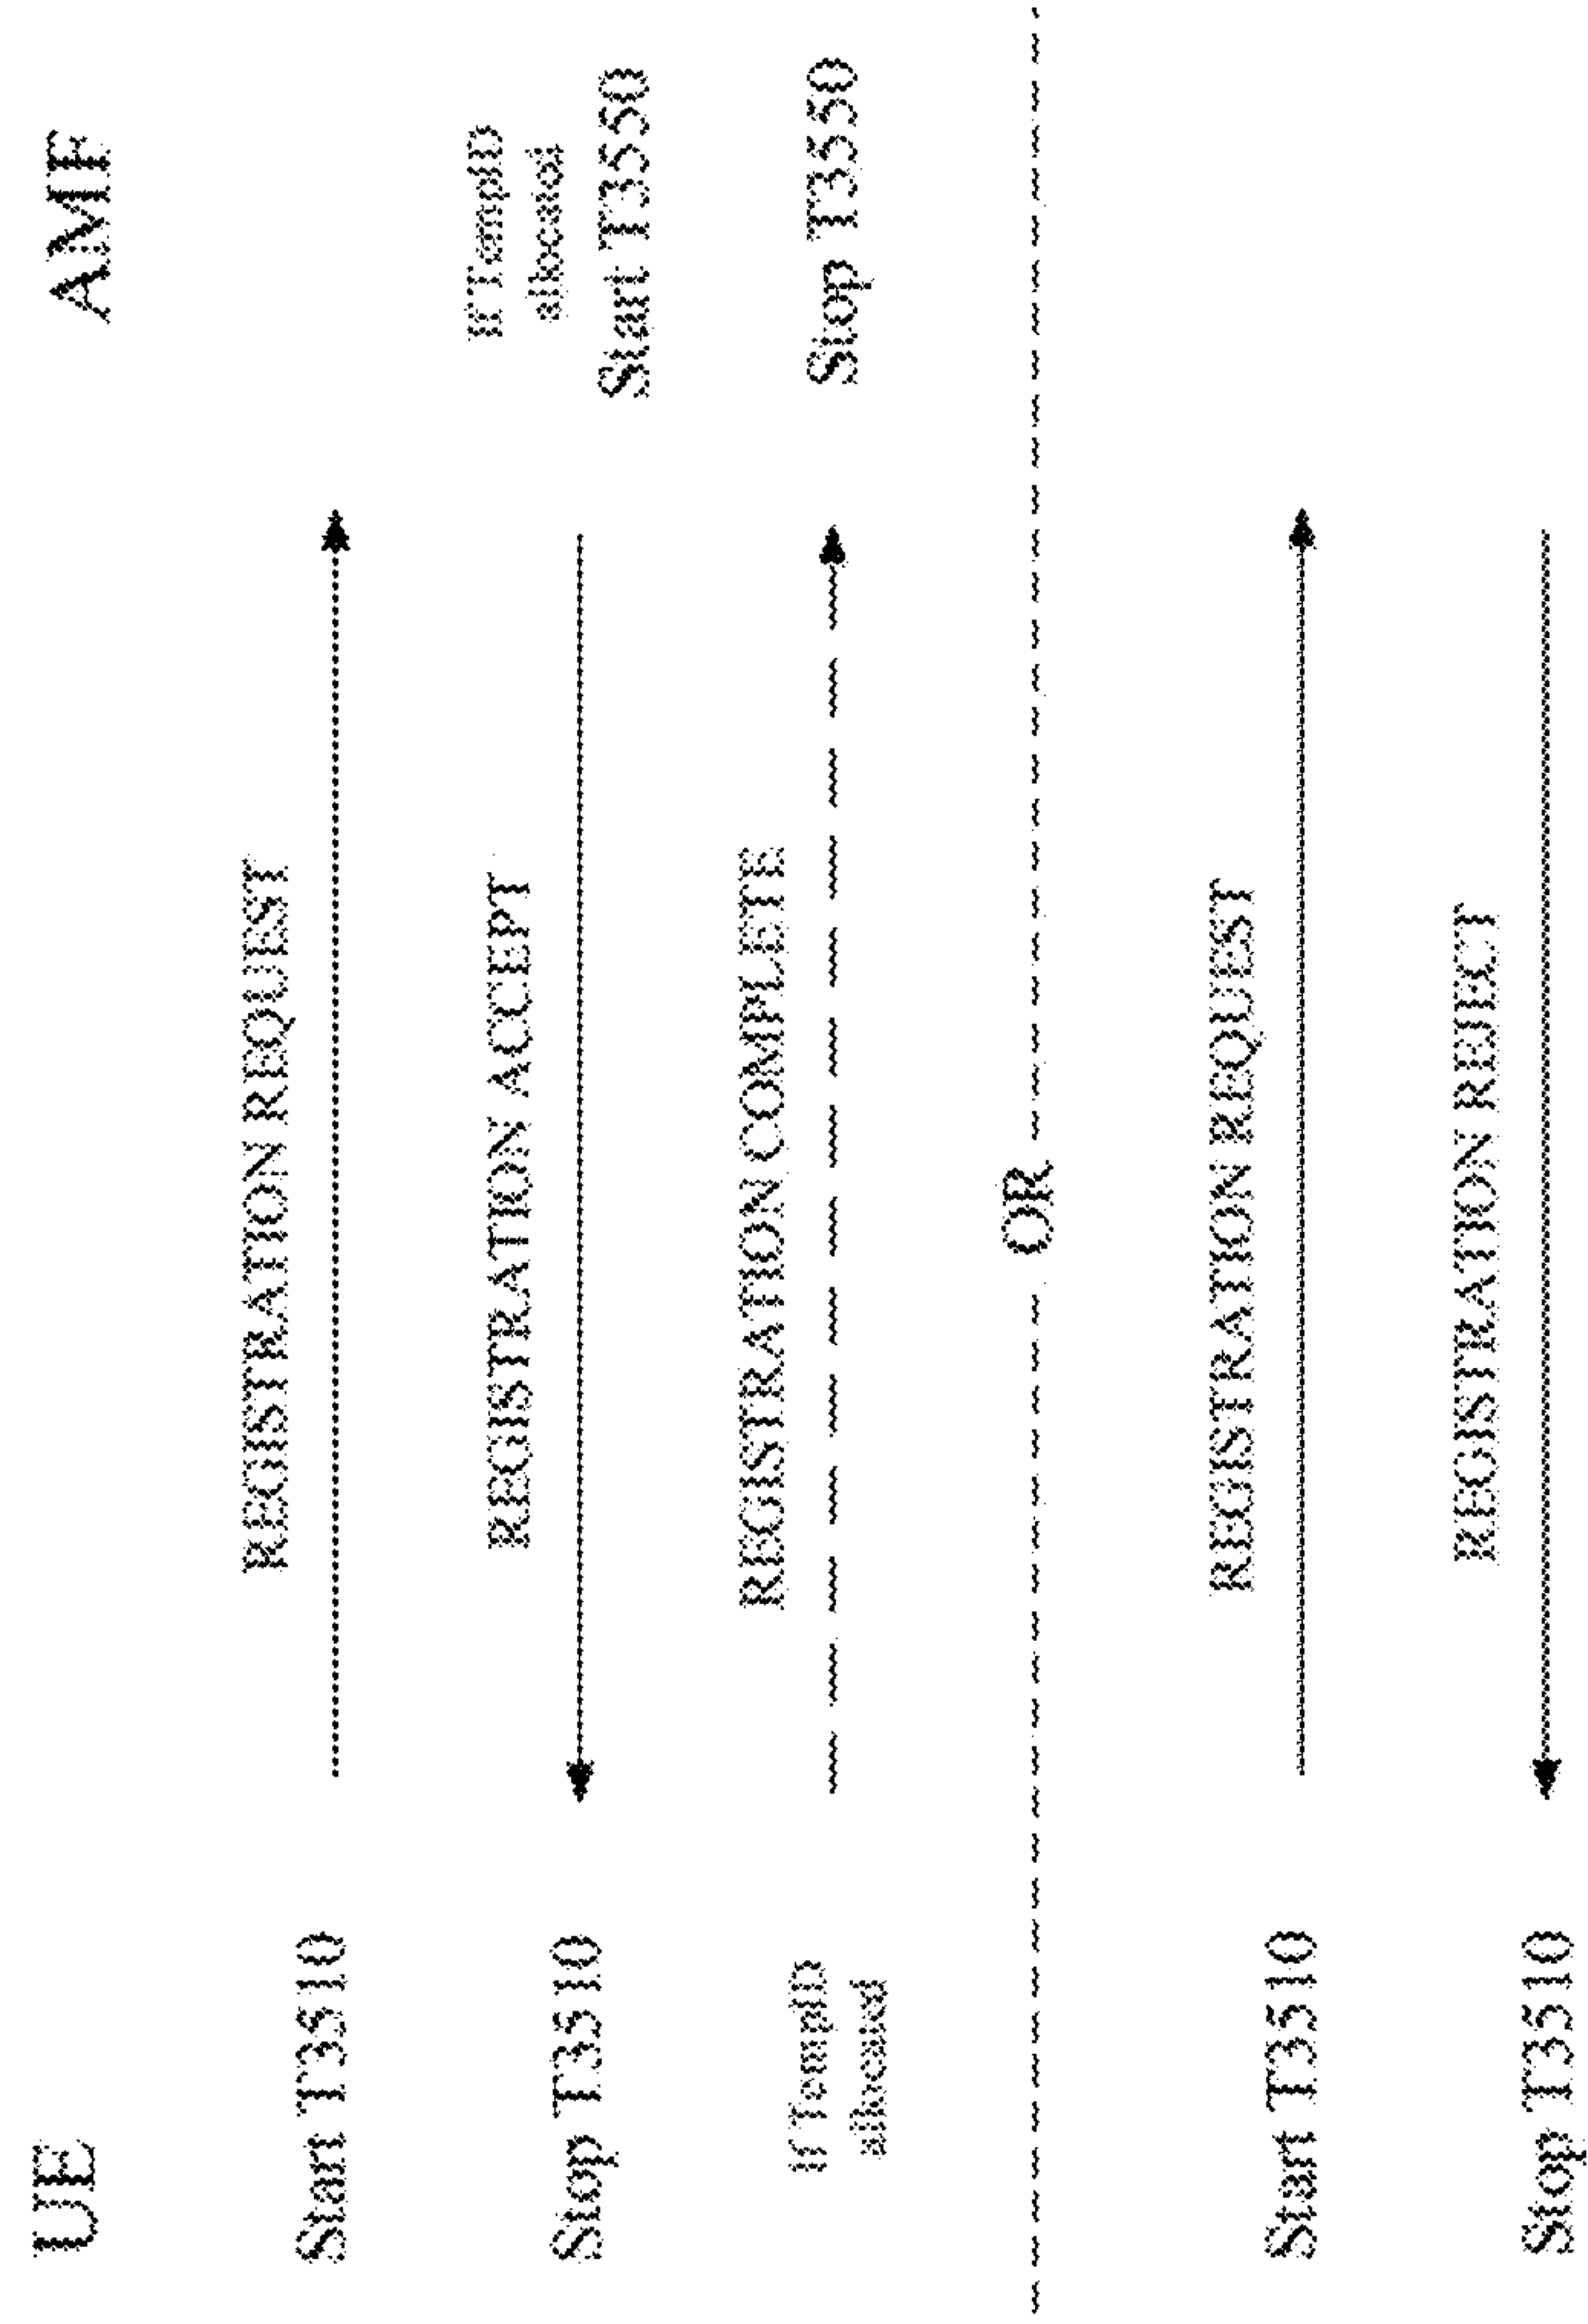 UE
AMF
REGISTRATION REQUEST
Start T3510
REGISTRATION ACCEPT
Stop T3510
If TempID
allocated
Start T3550
REGISTRATION COMPLETE
If TempID
allocated
Stop T3550
OR
REGISTRATION REQUEST
Start T3510
REGISTRATION REJECT
Stop T3510